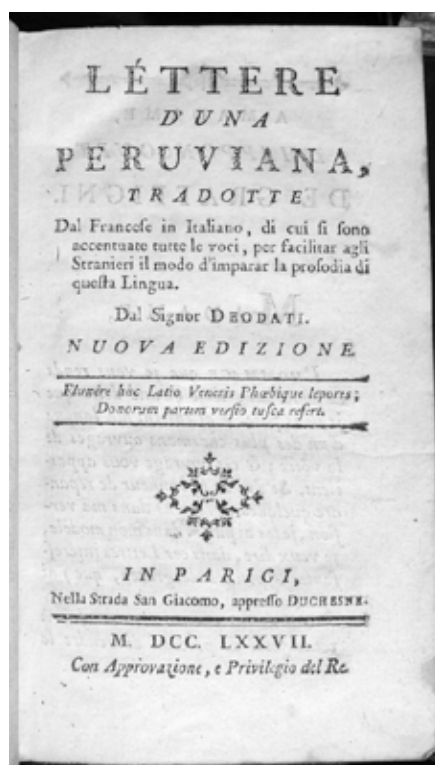 LÉTTERE
D'UNA
PERUVIANA,
TRADOTTE
Dal Francese in Italiano, di cui si sono
accentuate tutte le voci, per facilitar agli
Stranieri il modo d'imparar la prosodia di
questa Lingua.
Dal Signor DEODATI.
NUOVA EDIZIONE.
Fluxére hûc Latio Veneris Phœbique lepores;
Donorum partem versio tusca refert.
IN PARIGI,
Nella Strada San Giacomo, appresso DUCHESNE.
M. DCC. LXXVII.
Con Approvazione, e Privilegio del Re.